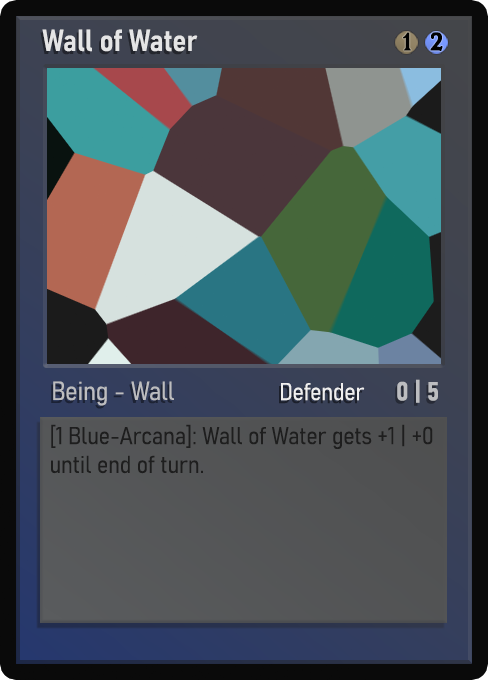 Wall of Water 1 2
Being - Wall Defender 0 | 5
[1 Blue-Arcana]: Wall of Water gets +1 | +0
until end of turn.